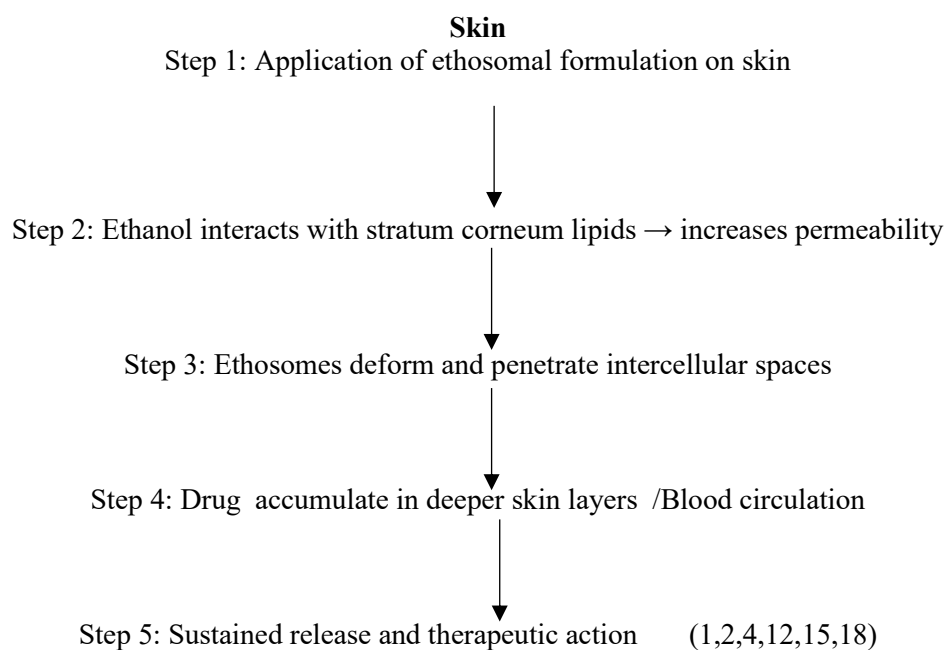 Skin
Step 1: Application of ethosomal formulation on skin
Step 2: Ethanol interacts with stratum corneum lipids → increases permeability
Step 3: Ethosomes deform and penetrate intercellular spaces
Step 4: Drug accumulate in deeper skin layers /Blood circulation
Step 5: Sustained release and therapeutic action (1,2,4,12,15,18)